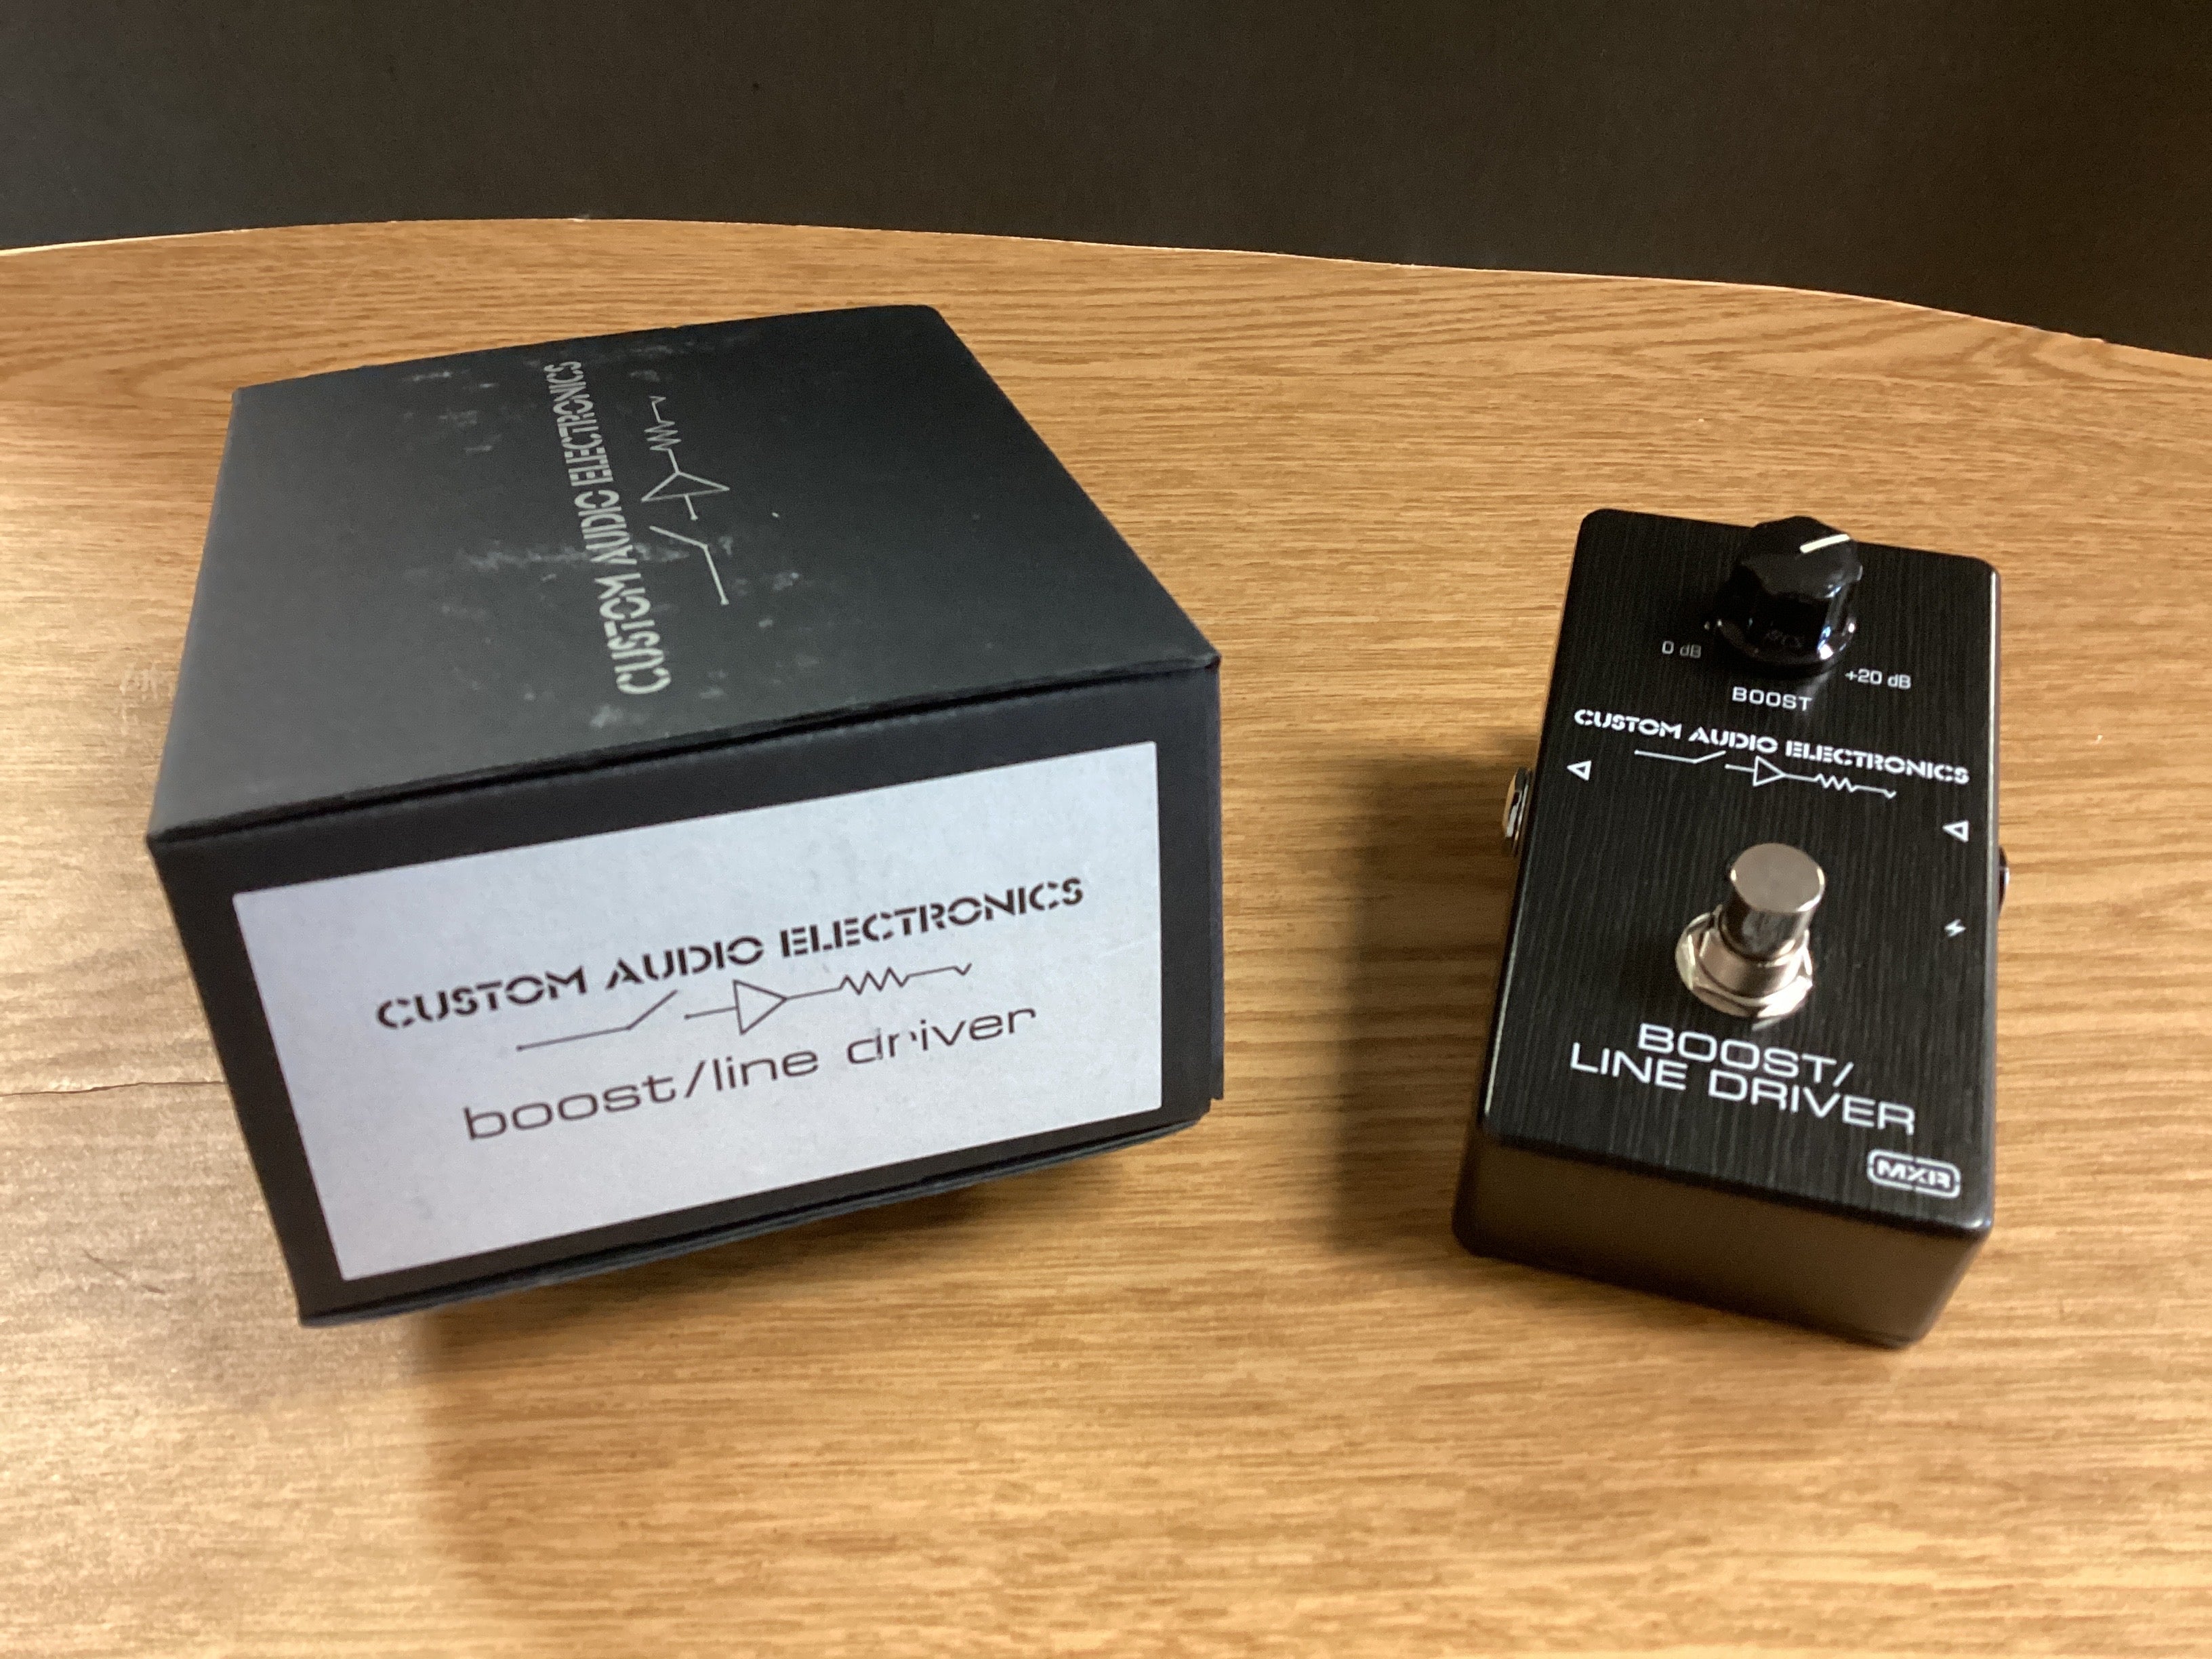 CUSTOM AUDIO ELECTRONICS
CUSTOM AUDIO ELECTRONICS
boost/line driver
0 dB
+20 dB
BOOST
CUSTOM AUDIO ELECTRONICS
BOOST/
LINE DRIVER
MXR